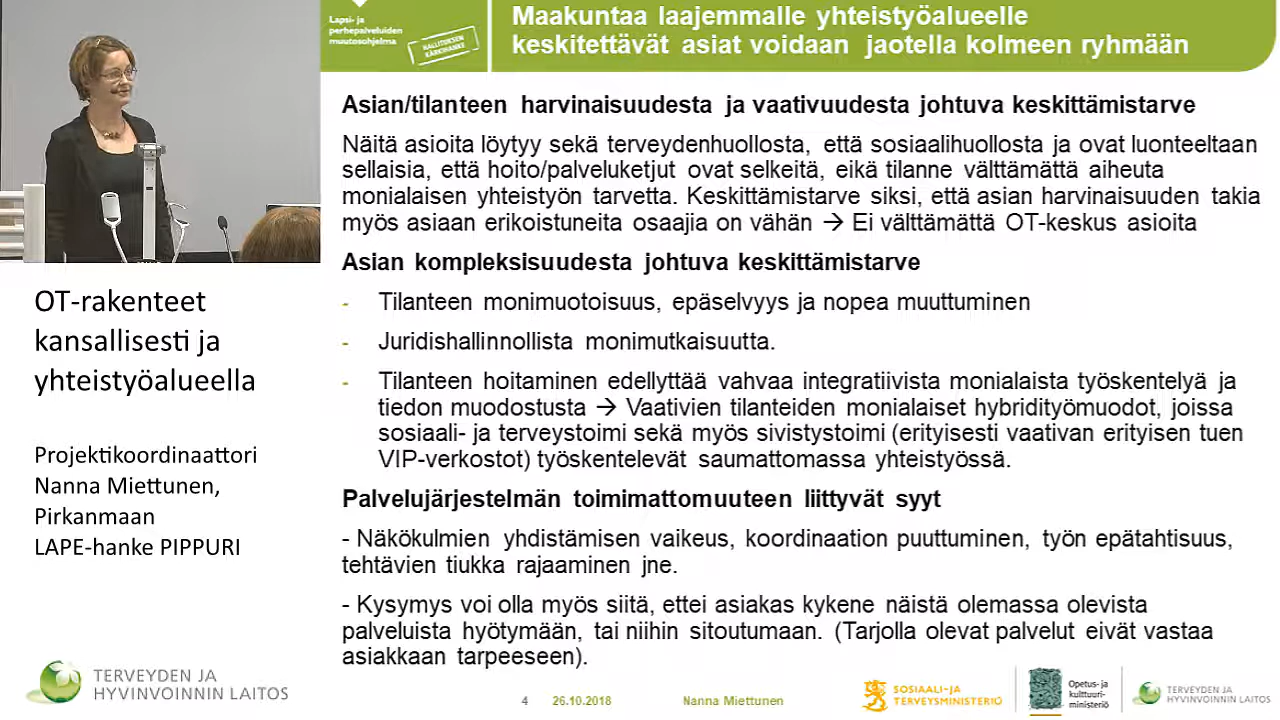 Lapsi- ja
perhepalveluiden
muutosohjelma
HALLITUKSEN
KÄRKIHANKE
Maakuntaa laajemmalle yhteistyöalueelle
keskitettävät asiat voidaan jaotella kolmeen ryhmään
Asian/tilanteen harvinaisuudesta ja vaativuudesta johtuva keskittämistarve
Näitä asioita löytyy sekä terveydenhuollosta, että sosiaalihuollosta ja ovat luonteeltaan
sellaisia, että hoito/palveluketjut ovat selkeitä, eikä tilanne välttämättä aiheuta
monialaisen yhteistyön tarvetta. Keskittämistarve siksi, että asian harvinaisuuden takia
myös asiaan erikoistuneita osaajia on vähän → Ei välttämättä OT-keskus asioita
Asian kompleksisuudesta johtuva keskittämistarve
- Tilanteen monimuotoisuus, epäselvyys ja nopea muuttuminen
- Juridishallinnollista monimutkaisuutta.
- Tilanteen hoitaminen edellyttää vahvaa integratiivista monialaista työskentelyä ja
tiedon muodostusta → Vaativien tilanteiden monialaiset hybridityömuodot, joissa
sosiaali- ja terveystoimi sekä myös sivistystoimi (erityisesti vaativan erityisen tuen
VIP-verkostot) työskentelevät saumattomassa yhteistyössä.
Palvelujärjestelmän toimimattomuuteen liittyvät syyt
- Näkökulmien yhdistämisen vaikeus, koordinaation puuttuminen, työn epätahtisuus,
tehtävien tiukka rajaaminen jne.
- Kysymys voi olla myös siitä, ettei asiakas kykene näistä olemassa olevista
palveluista hyötymään, tai niihin sitoutumaan. (Tarjolla olevat palvelut eivät vastaa
asiakkaan tarpeeseen).
OT-rakenteet
kansallisesti ja
yhteistyöalueella
Projektikoordinaattori
Nanna Miettunen,
Pirkanmaan
LAPE-hanke PIPPURI
TERVEYDEN JA
HYVINVOINNIN LAITOS
4 26.10.2018 Nanna Miettunen
SOSIAALI- JA
TERVEYSMINISTERIÖ
Opetus- ja
kulttuuri-
ministeriö
TERVEYDEN JA
HYVINVOINNIN LAITOS